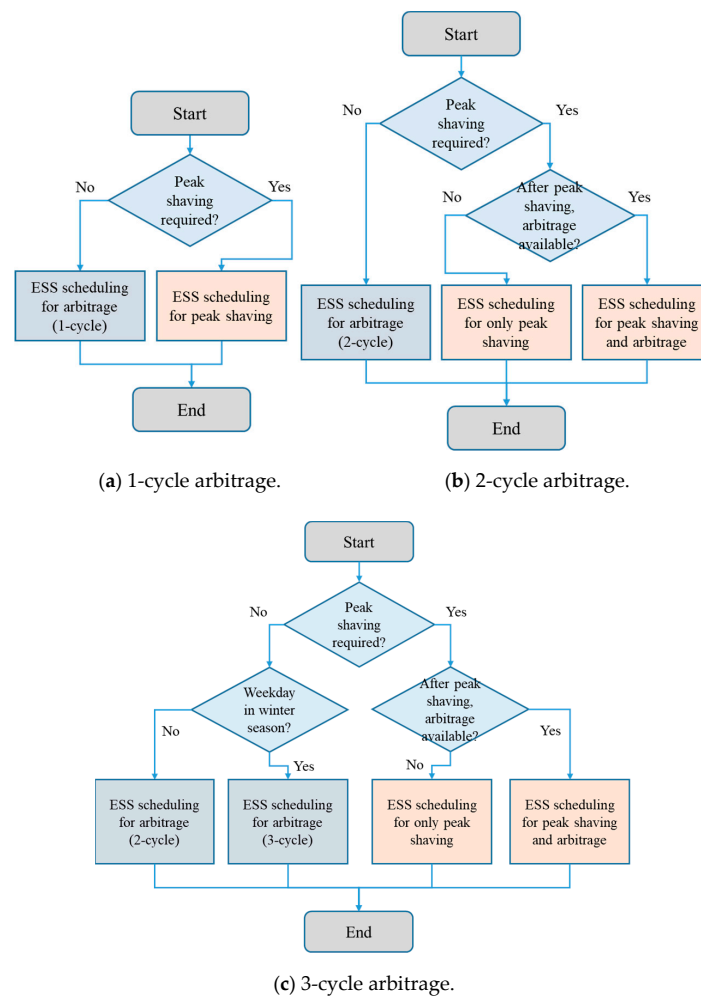 Start
Peak
shaving
required?
No
Yes
ESS scheduling
for arbitrage
(1-cycle)
ESS scheduling
for peak shaving
End
(a) 1-cycle arbitrage.
Start
Peak
shaving
required?
No
Yes
After peak
shaving,
arbitrage
available?
No
Yes
ESS scheduling
for arbitrage
(2-cycle)
ESS scheduling
for only peak
shaving
ESS scheduling
for peak shaving
and arbitrage
End
(b) 2-cycle arbitrage.
Start
Peak
shaving
required?
No
Yes
Weekday
in winter
season?
After peak
shaving,
arbitrage
available?
No
Yes
No
Yes
ESS scheduling
for arbitrage
(2-cycle)
ESS scheduling
for arbitrage
(3-cycle)
ESS scheduling
for only peak
shaving
ESS scheduling
for peak shaving
and arbitrage
End
(c) 3-cycle arbitrage.